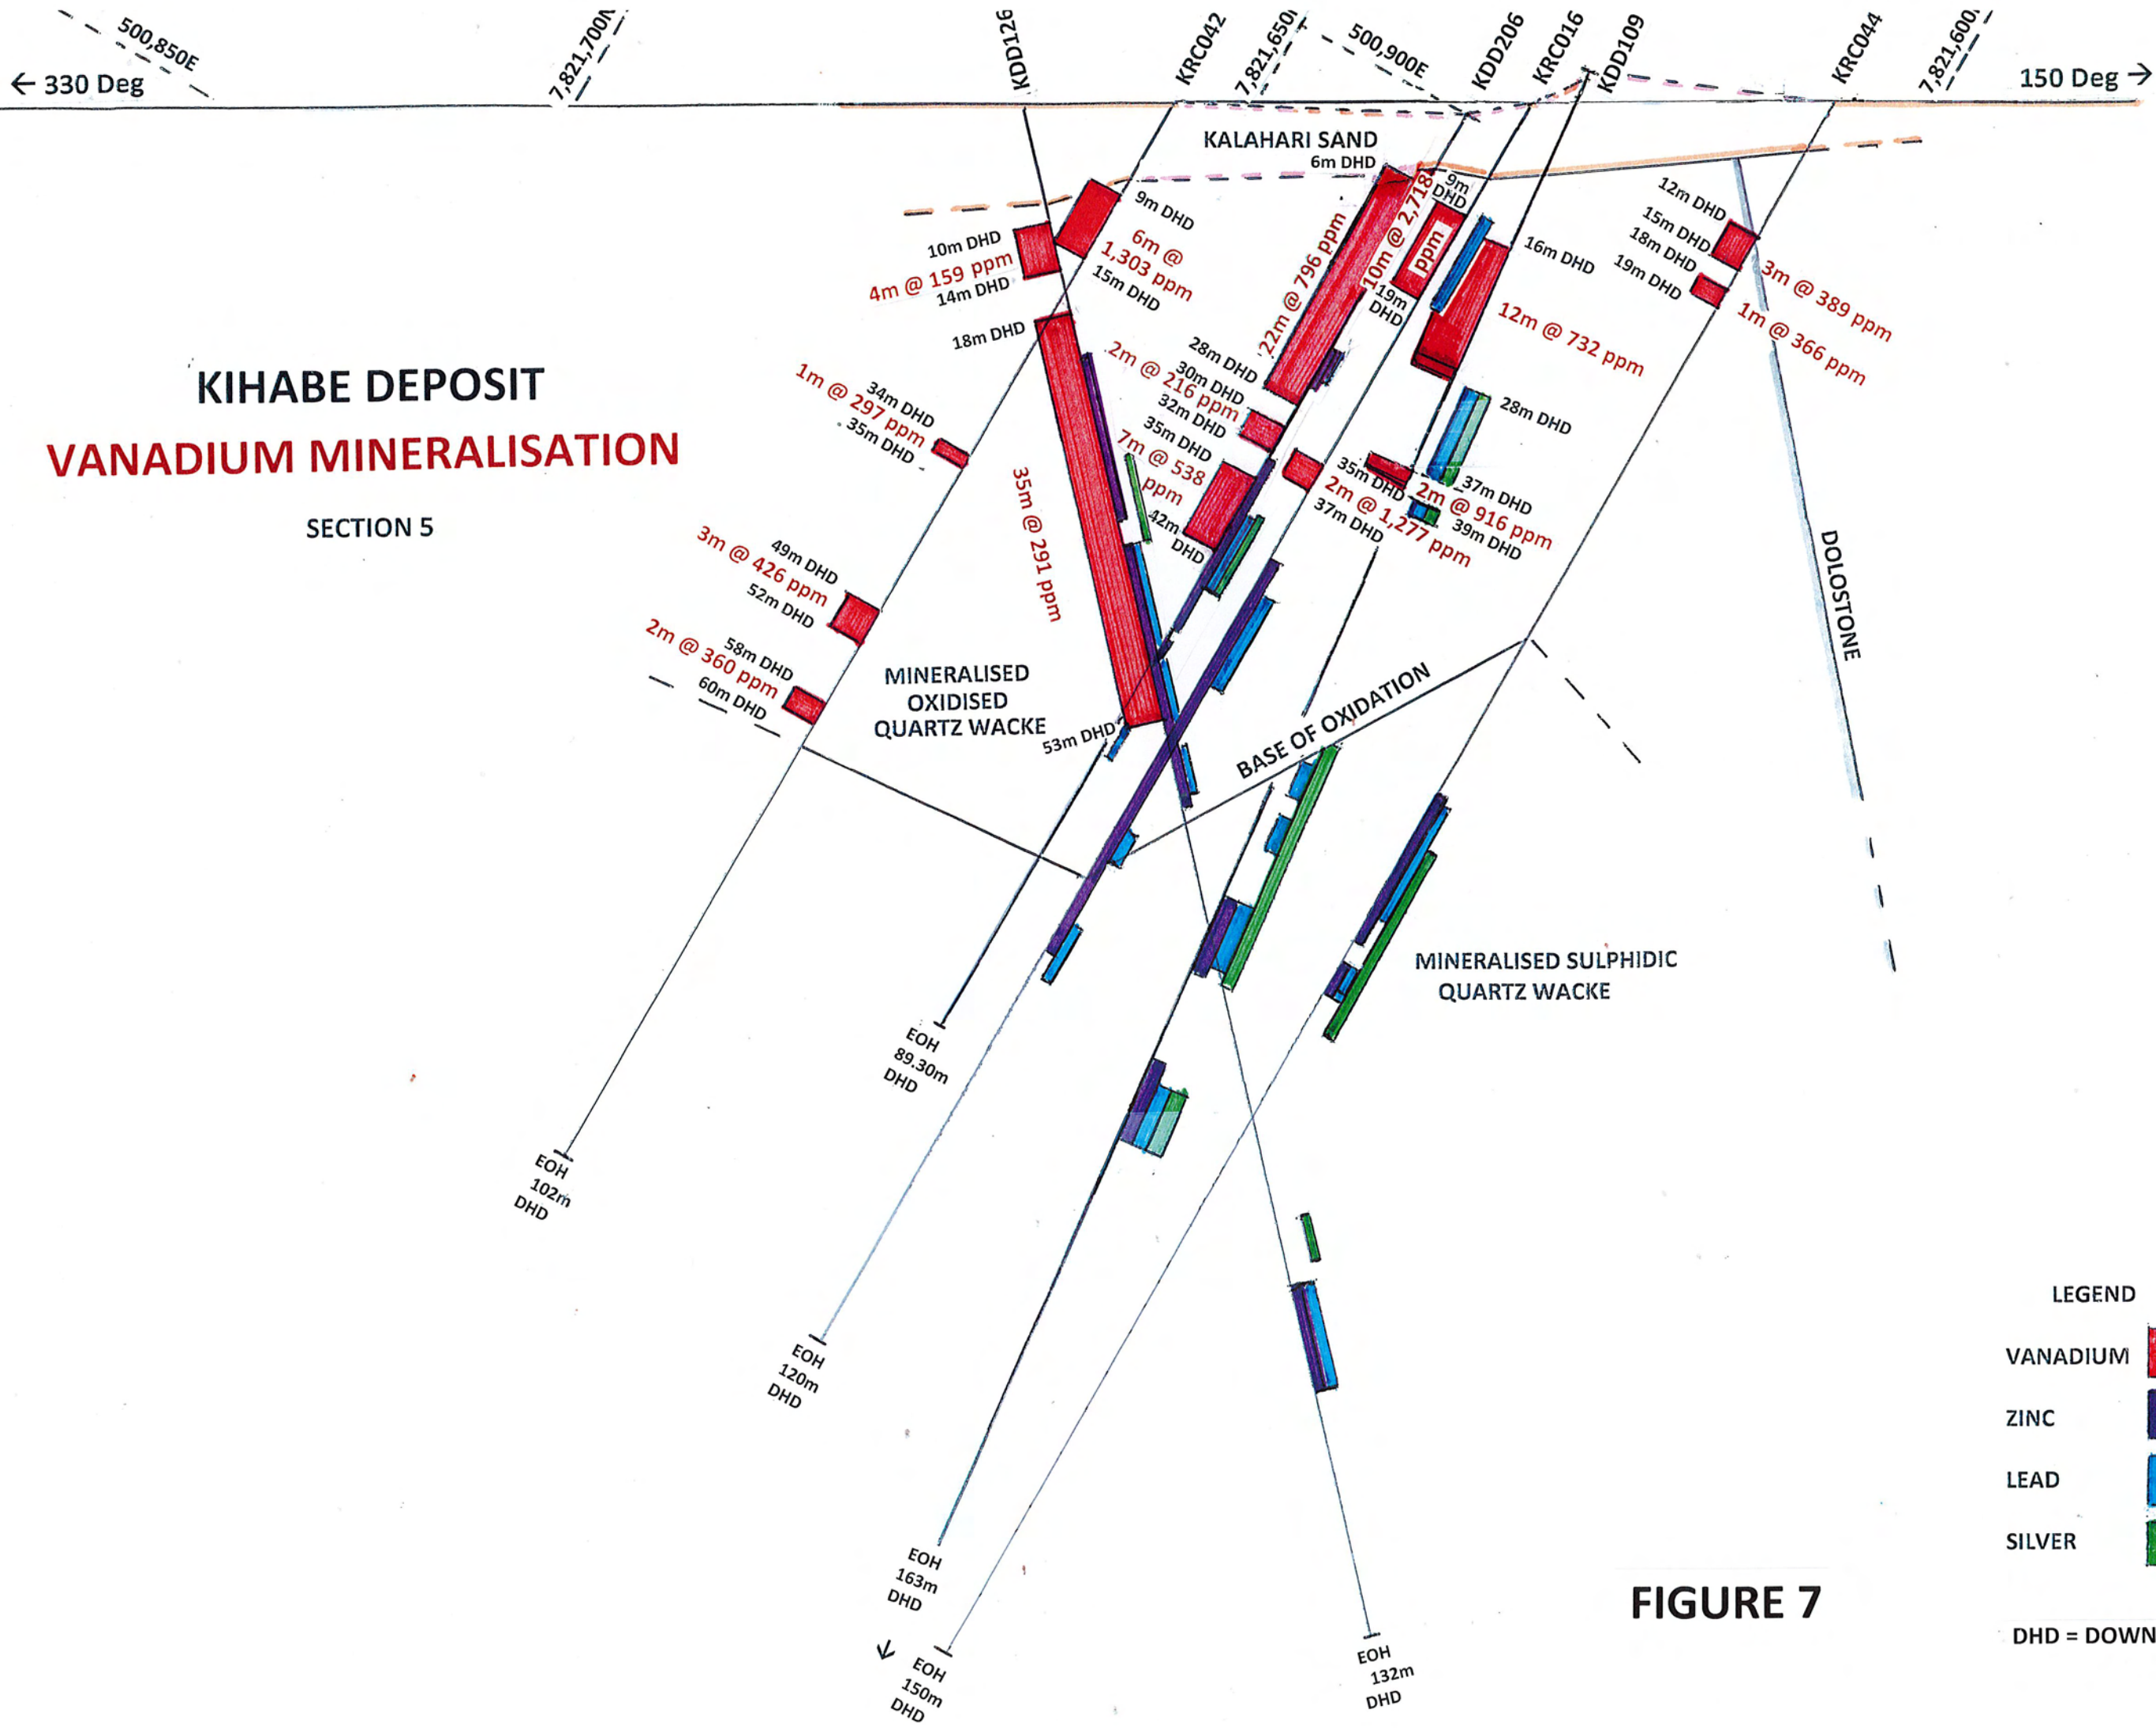 500,850E
7,821,700N
KDD126
KRC042
7,821,650
500,900E
KDD206
KRC016
KDD109
KRC044
7,821,600
← 330 Deg
150 Deg →
KALAHARI SAND
6m DHD
9m DHD
6m @
1,303 ppm
15m DHD
10m DHD
4m @ 159 ppm
14m DHD
18m DHD
35m @ 291 ppm
53m DHD
34m DHD
1m @ 297 ppm
35m DHD
49m DHD
3m @ 426 ppm
52m DHD
58m DHD
2m @ 360 ppm
60m DHD
22m @ 796 ppm
28m DHD
30m DHD
2m @ 216 ppm
32m DHD
35m DHD
7m @ 538
ppm
42m
DHD
9m
DHD
10m @ 2,718
ppm
19m
DHD
35m DHD
2m @ 1,277 ppm
37m DHD
16m DHD
12m @ 732 ppm
28m DHD
37m DHD
2m @ 916 ppm
39m DHD
12m DHD
15m DHD
18m DHD
19m DHD
3m @ 389 ppm
1m @ 366 ppm
KIHABE DEPOSIT
VANADIUM MINERALISATION
SECTION 5
MINERALISED
OXIDISED
QUARTZ WACKE
BASE OF OXIDATION
DOLOSTONE
MINERALISED SULPHIDIC
QUARTZ WACKE
EOH
89.30m
DHD
EOH
102m
DHD
EOH
120m
DHD
EOH
163m
DHD
↓
EOH
150m
DHD
EOH
132m
DHD
LEGEND
VANADIUM
ZINC
LEAD
SILVER
FIGURE 7
DHD = DOWN